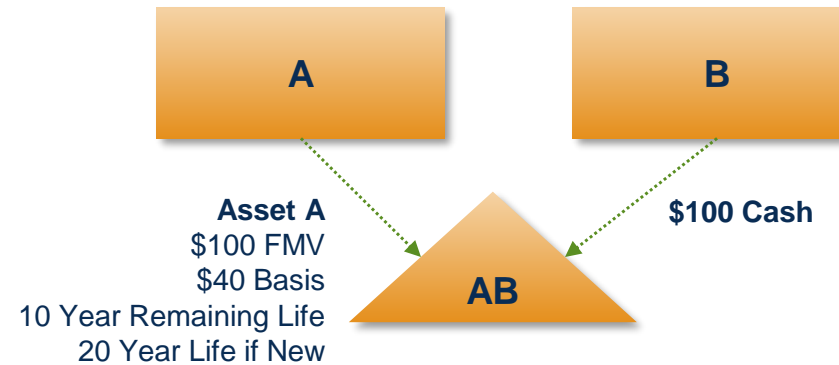 A
B
Asset A
$100 FMV
$40 Basis
10 Year Remaining Life
20 Year Life if New
$100 Cash
AB